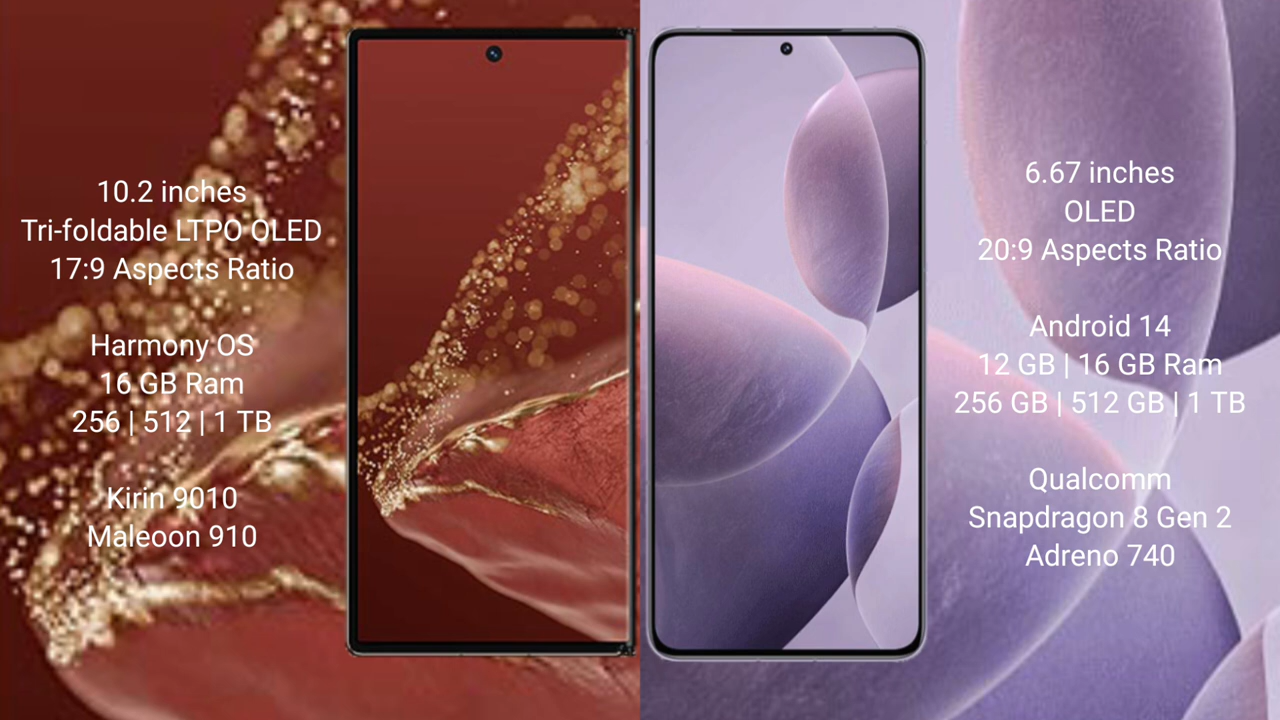 10.2 inches
Tri-foldable LTPO OLED
17:9 Aspects Ratio
Harmony OS
16 GB Ram
256 | 512 | 1 TB
Kirin 9010
Maleoon 910
6.67 inches
OLED
20:9 Aspects Ratio
Android 14
12 GB | 16 GB Ram
256 GB | 512 GB | 1 TB
Qualcomm
Snapdragon 8 Gen 2
Adreno 740